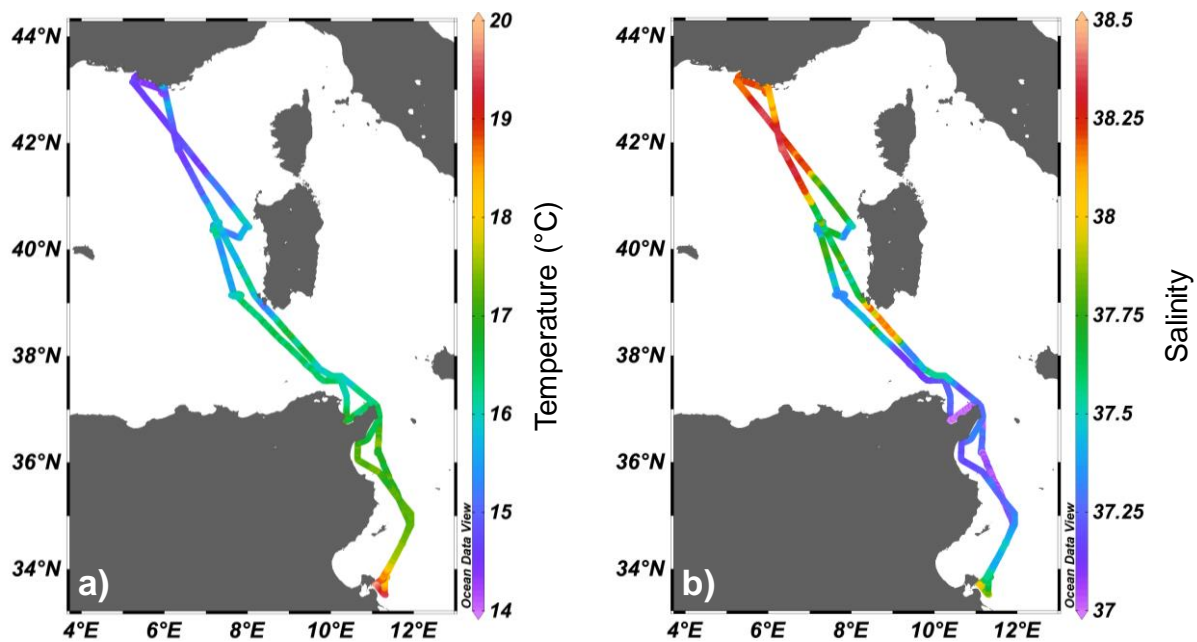 44°N
42°N
40°N
38°N
36°N
34°N
4°E 6°E 8°E 10°E 12°E
a)
Ocean Data View
20
19
18
17
16
15
14
Temperature (°C)
44°N
42°N
40°N
38°N
36°N
34°N
4°E 6°E 8°E 10°E 12°E
b)
Ocean Data View
38.5
38.25
38
37.75
37.5
37.25
37
Salinity